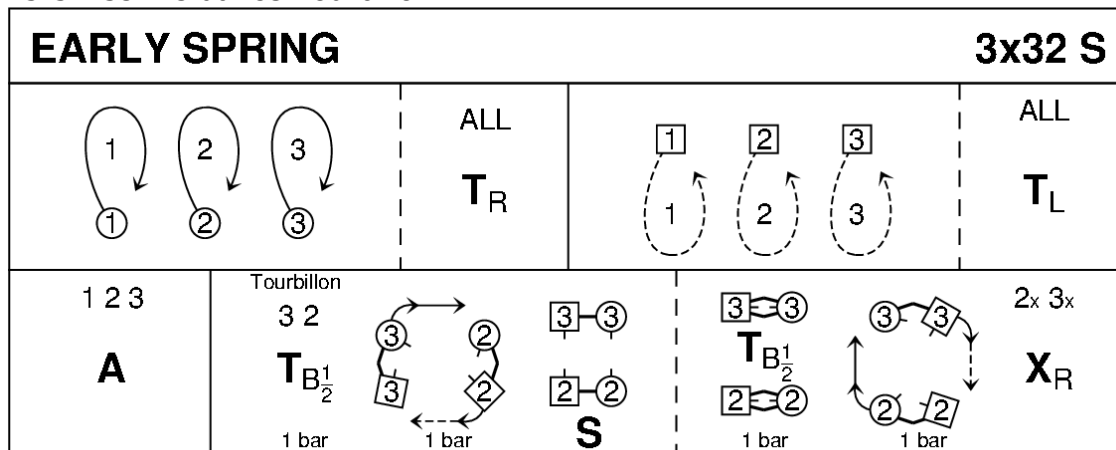 EARLY SPRING 3x32 S
1 2 3
1 2 3
ALL
TR
1 2 3
1 2 3
ALL
TL
1 2 3
A
Tourbillon
3 2
TB½
1 bar
3 2
3 2
1 bar
3 3
2 2
S
3 3
TB½
2 2
1 bar
3 3
2 2
1 bar
2x 3x
XR